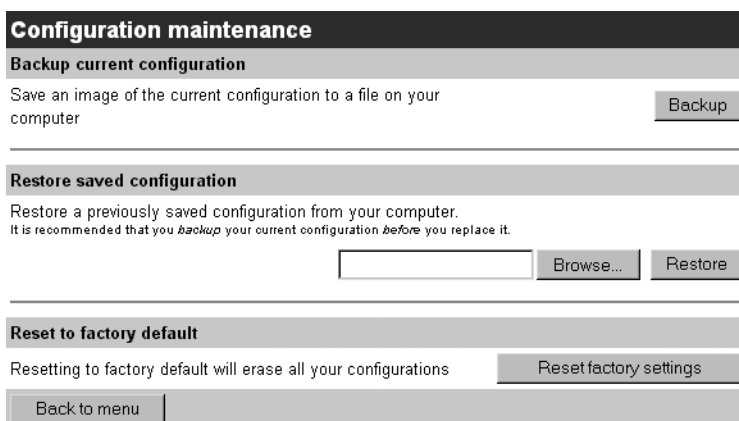 Configuration maintenance
Backup current configuration
Save an image of the current configuration to a file on your
computer
Backup
Restore saved configuration
Restore a previously saved configuration from your computer.
It is recommended that you backup your current configuration before you replace it.
Browse...
Restore
Reset to factory default
Resetting to factory default will erase all your configurations
Reset factory settings
Back to menu